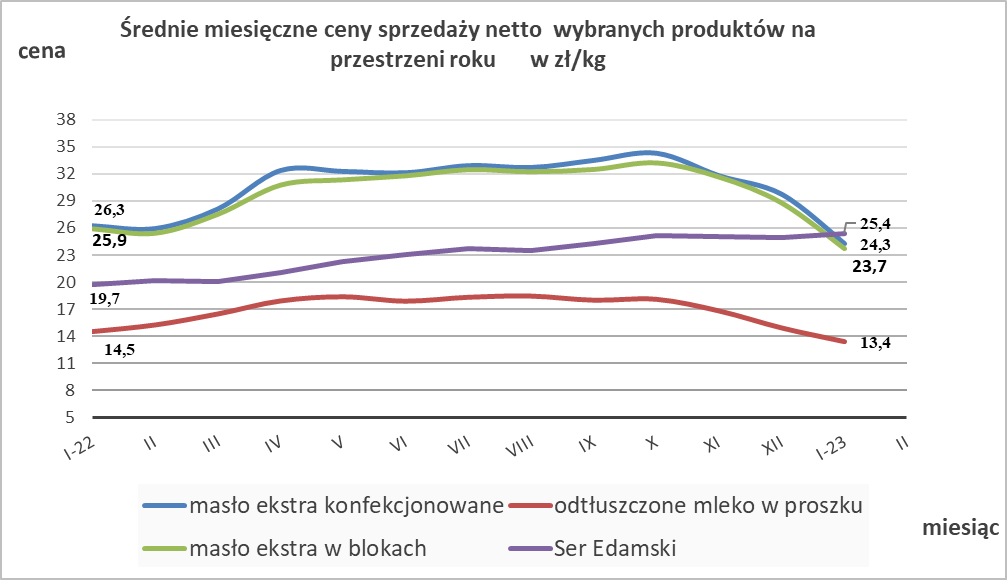 Średnie miesięczne ceny sprzedaży netto wybranych produktów na
przestrzeni roku w zł/kg
cena
38
35
32
29
26
23
20
17
14
11
8
5
26,3
25,9
19,7
14,5
25,4
24,3
23,7
13,4
I-22
II
III
IV
V
VI
VII
VIII
IX
X
XI
XII
I-23
II
masło ekstra konfekcjonowane
odtłuszczone mleko w proszku
masło ekstra w blokach
Ser Edamski
miesiąc